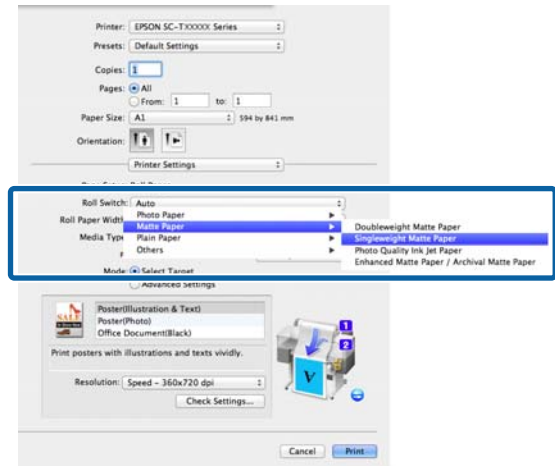 Printer: EPSON SC-TXXXXX Series
Presets: Default Settings
Copies: 1
Pages: All
From: 1 to: 1
Paper Size: A1 594 by 841 mm
Orientation:
Printer Settings
Roll Switch: Auto
Photo Paper
Roll Paper Width
Matte Paper
Doubleweight Matte Paper
Media Type
Plain Paper
Singleweight Matte Paper
Others
Photo Quality Ink Jet Paper
Enhanced Matte Paper / Archival Matte Paper
Mode: Select Target
Advanced Settings
SALE
Poster(Illustration & Text)
Poster(Photo)
Office Document(Black)
1
2
A
Print posters with illustrations and texts vividly.
Resolution: Speed - 360x720 dpi
Check Settings...
Cancel Print